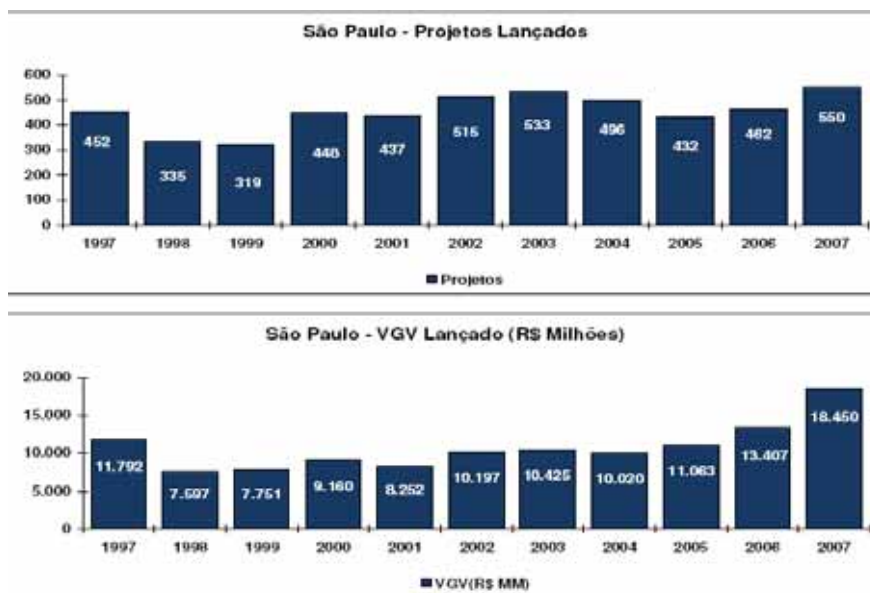 São Paulo - Projetos Lançados
600
500
400
300
200
100
0
452 335 319 448 437 515 533 496 432 462 550
1997 1998 1999 2000 2001 2002 2003 2004 2005 2006 2007
Projetos
São Paulo - VGV Lançado (R$ Milhões)
20.000
15.000
10.000
5.000
0
11.792 7.597 7.751 9.160 8.252 10.197 10.425 10.020 11.063 13.407 18.450
1997 1998 1999 2000 2001 2002 2003 2004 2005 2006 2007
VGV(R$ MM)